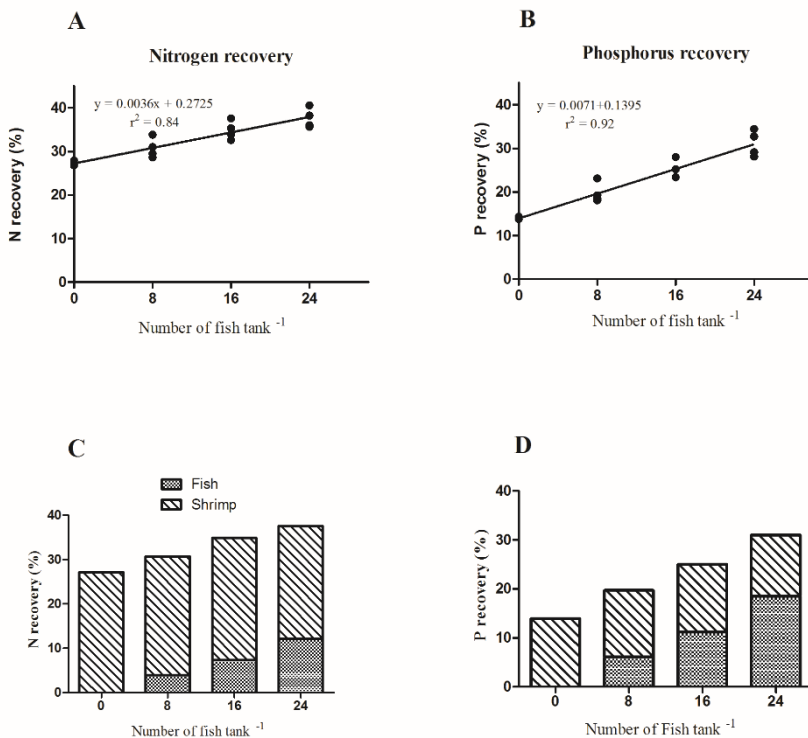 A
Nitrogen recovery
y = 0.0036x + 0.2725
r² = 0.84
N recovery (%)
40
30
20
10
0
0 8 16 24
Number of fish tank ⁻¹
B
Phosphorus recovery
y = 0.0071+0.1395
r² = 0.92
P recovery (%)
40
30
20
10
0
0 8 16 24
Number of fish tank ⁻¹
C
Fish
Shrimp
N recovery (%)
40
30
20
10
0
0 8 16 24
Number of fish tank ⁻¹
D
P recovery (%)
40
30
20
10
0
0 8 16 24
Number of Fish tank ⁻¹